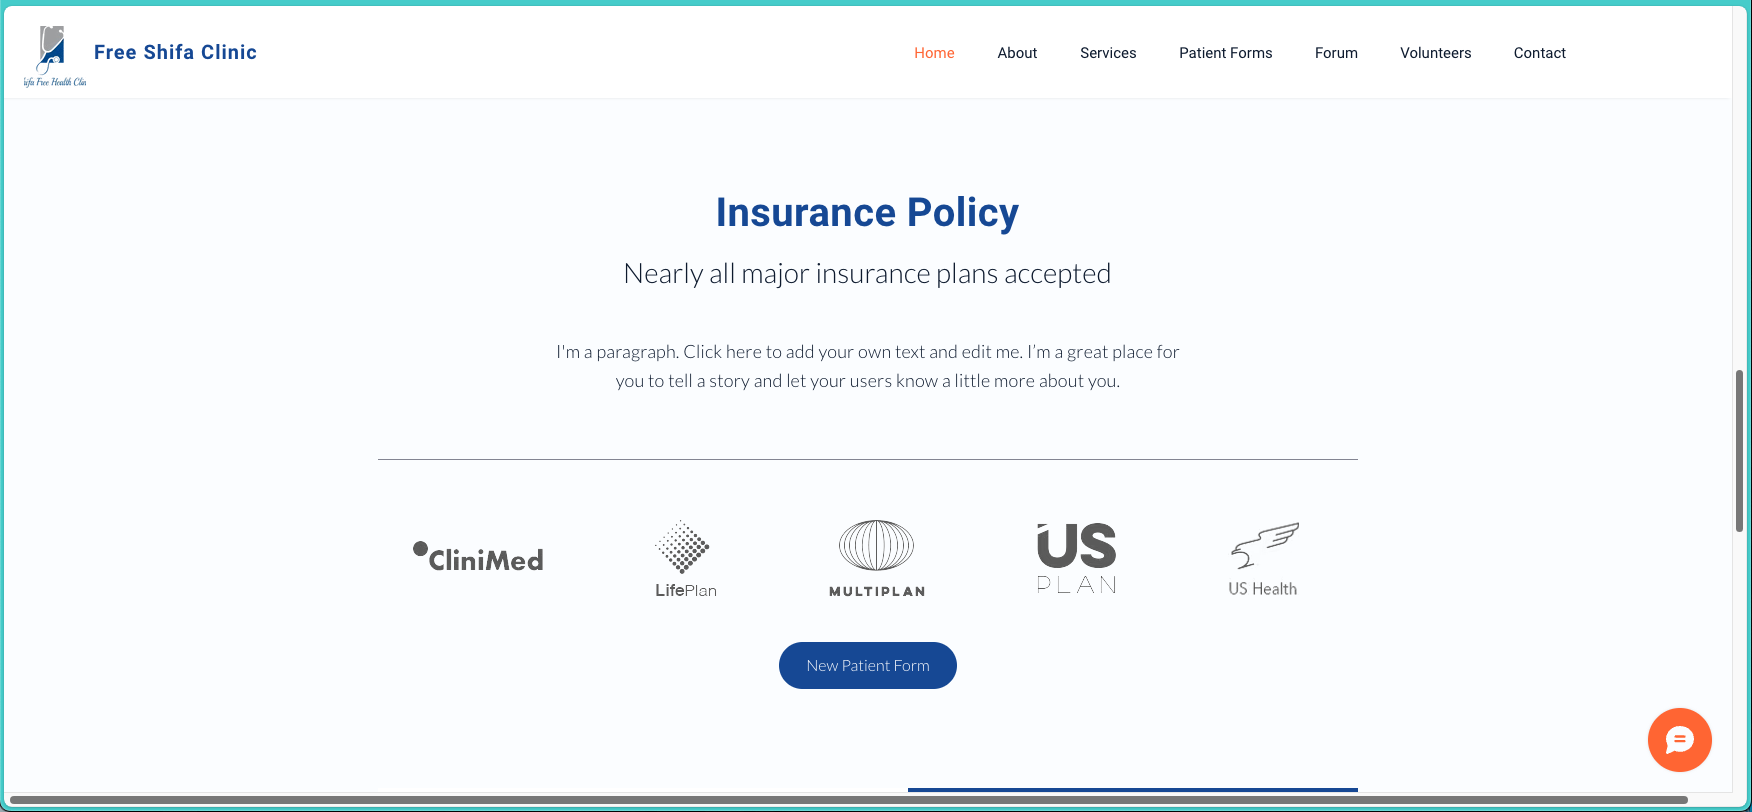 Free Shifa Clinic
Free Health Clin
Home
About
Services
Patient Forms
Forum
Volunteers
Contact
Insurance Policy
Nearly all major insurance plans accepted
I'm a paragraph. Click here to add your own text and edit me. I’m a great place for
you to tell a story and let your users know a little more about you.
CliniMed
LifePlan
MULTIPLAN
US
PLAN
US Health
New Patient Form